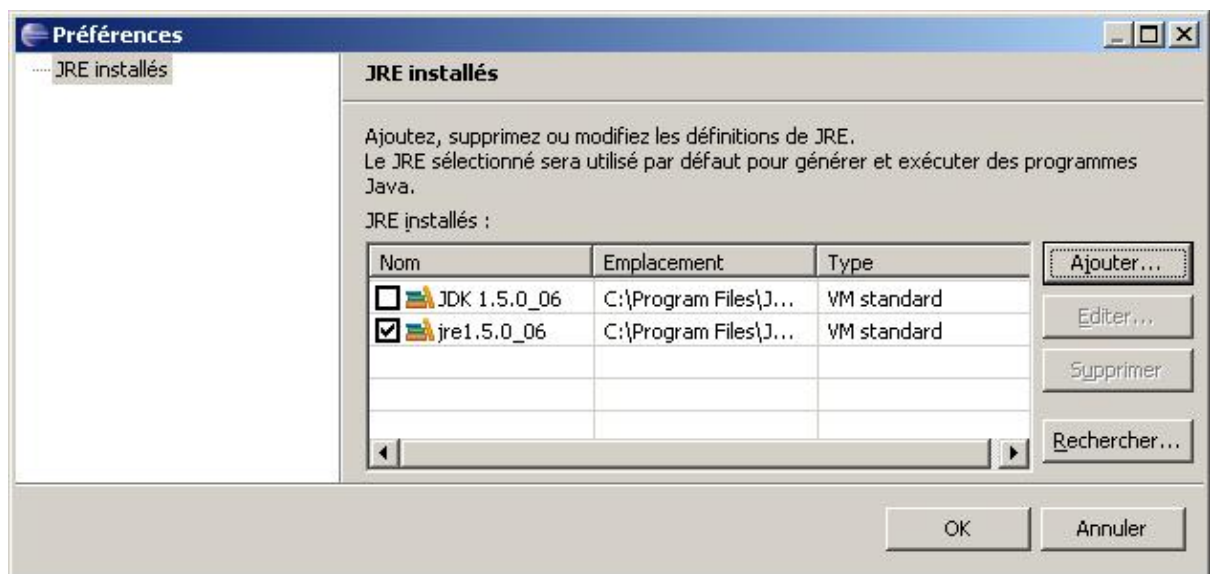 Préférences
JRE installés
JRE installés
Ajoutez, supprimez ou modifiez les définitions de JRE.
Le JRE sélectionné sera utilisé par défaut pour générer et exécuter des programmes
Java.
JRE installés :
Nom Emplacement Type
JDK 1.5.0_06 C:\Program Files\J... VM standard
jre1.5.0_06 C:\Program Files\J... VM standard
Ajouter...
Editer...
Supprimer
Rechercher...
OK Annuler